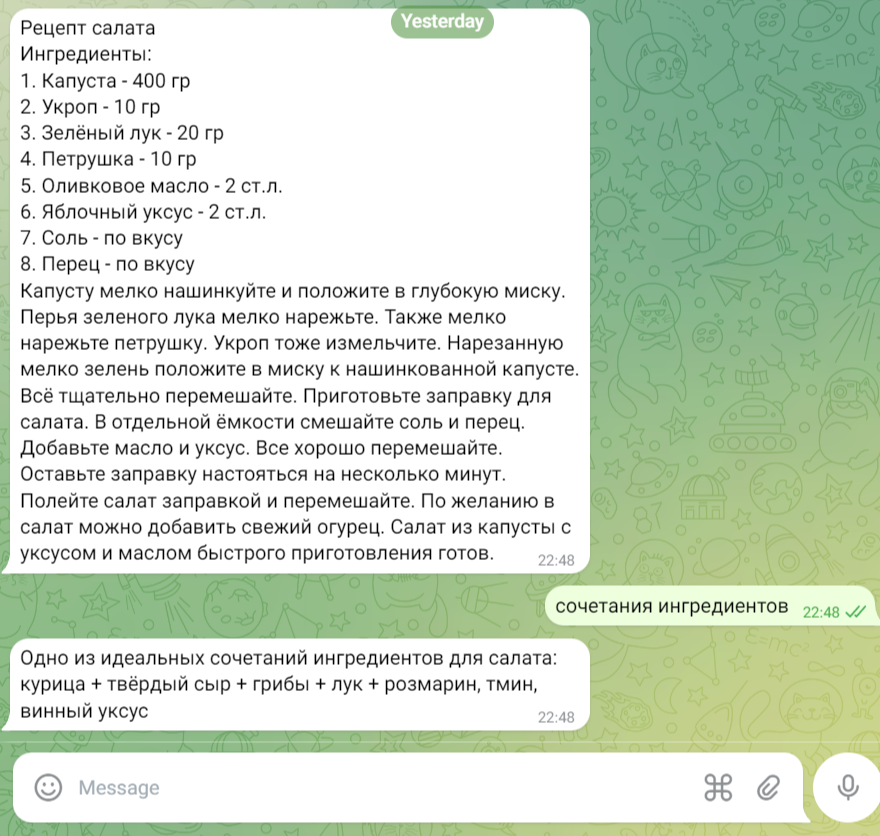 Yesterday
Рецепт салата
Ингредиенты:
1. Капуста - 400 гр
2. Укроп - 10 гр
3. Зелёный лук - 20 гр
4. Петрушка - 10 гр
5. Оливковое масло - 2 ст.л.
6. Яблочный уксус - 2 ст.л.
7. Соль - по вкусу
8. Перец - по вкусу
Капусту мелко нашинкуйте и положите в глубокую миску.
Перья зеленого лука мелко нарежьте. Также мелко
нарежьте петрушку. Укроп тоже измельчите. Нарезанную
мелко зелень положите в миску к нашинкованной капусте.
Всё тщательно перемешайте. Приготовьте заправку для
салата. В отдельной ёмкости смешайте соль и перец.
Добавьте масло и уксус. Все хорошо перемешайте.
Оставьте заправку настояться на несколько минут.
Полейте салат заправкой и перемешайте. По желанию в
салат можно добавить свежий огурец. Салат из капусты с
уксусом и маслом быстрого приготовления готов.
22:48
сочетания ингредиентов 22:48
Одно из идеальных сочетаний ингредиентов для салата:
курица + твёрдый сыр + грибы + лук + розмарин, тмин,
винный уксус
22:48
Message
E=mc²
E=mc²